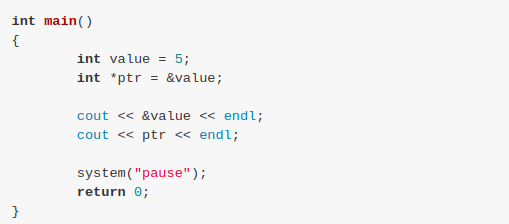 int main()
{
        int value = 5;
        int *ptr = &value;

        cout << &value << endl;
        cout << ptr << endl;

        system("pause");
        return 0;
}